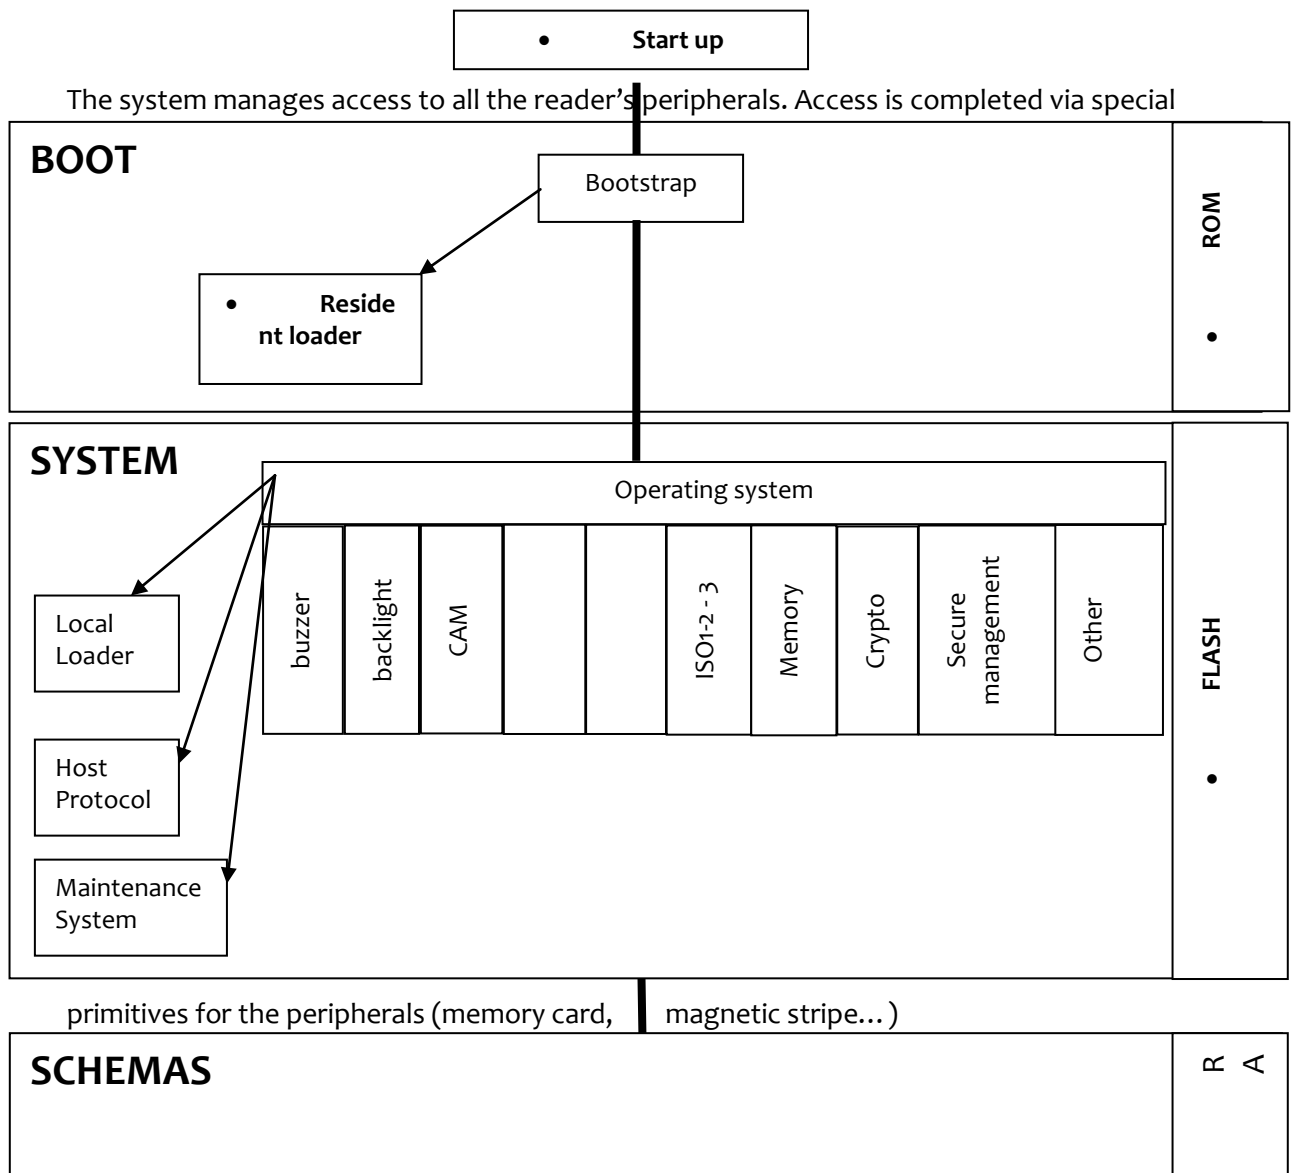 • Start up
The system manages access to all the reader’s peripherals. Access is completed via special
BOOT
Bootstrap
ROM
•
• Reside
nt loader
SYSTEM
Operating system
buzzer
backlight
CAM
ISO1-2 - 3
Memory
Crypto
Secure
management
Other
FLASH
•
Local
Loader
Host
Protocol
Maintenance
System
primitives for the peripherals (memory card, magnetic stripe… )
SCHEMAS
R
A